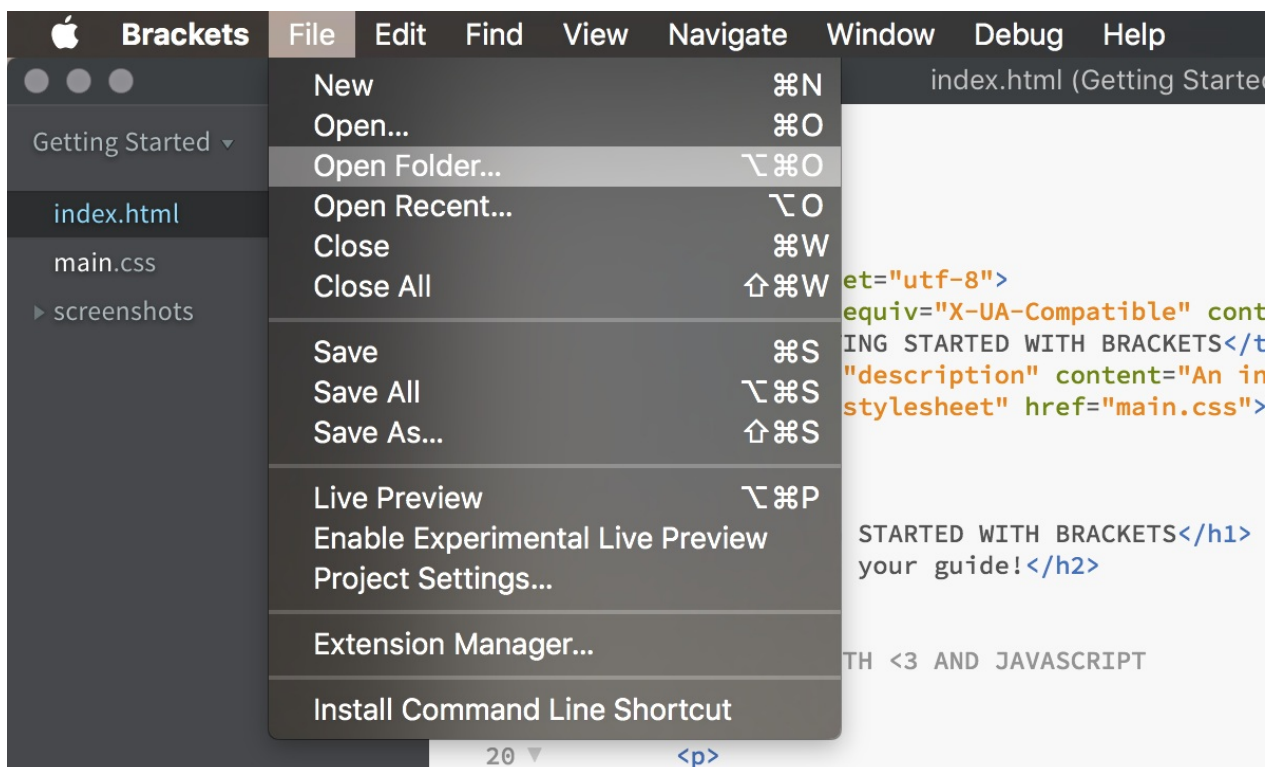 Brackets File Edit Find View Navigate Window Debug Help
index.html (Getting Started
Getting Started
index.html
main.css
screenshots
New ⌘N
Open... ⌘O
Open Folder... ⌥⌘O
Open Recent... ⌥O
Close ⌘W
Close All ⇧⌘W
Save ⌘S
Save All ⌥⌘S
Save As... ⇧⌘S
Live Preview ⌥⌘P
Enable Experimental Live Preview
Project Settings...
Extension Manager...
Install Command Line Shortcut
et="utf-8">
equiv="X-UA-Compatible" cont
ING STARTED WITH BRACKETS</t
"description" content="An in
stylesheet" href="main.css">
STARTED WITH BRACKETS</h1>
your guide!</h2>
TH <3 AND JAVASCRIPT
20 <p>